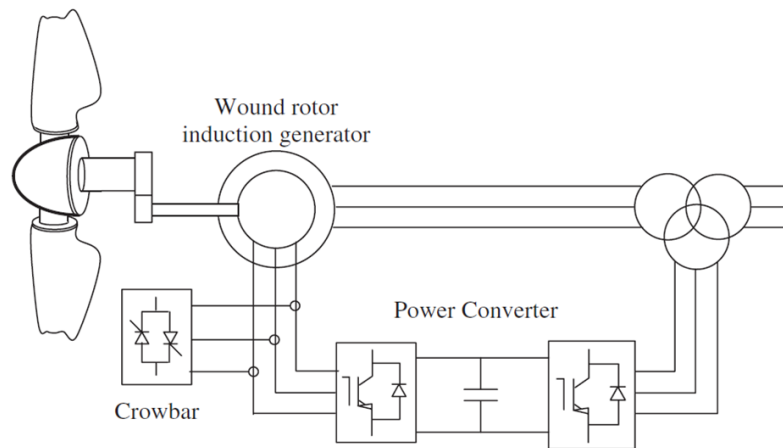 Wound rotor
induction generator
Power Converter
Crowbar